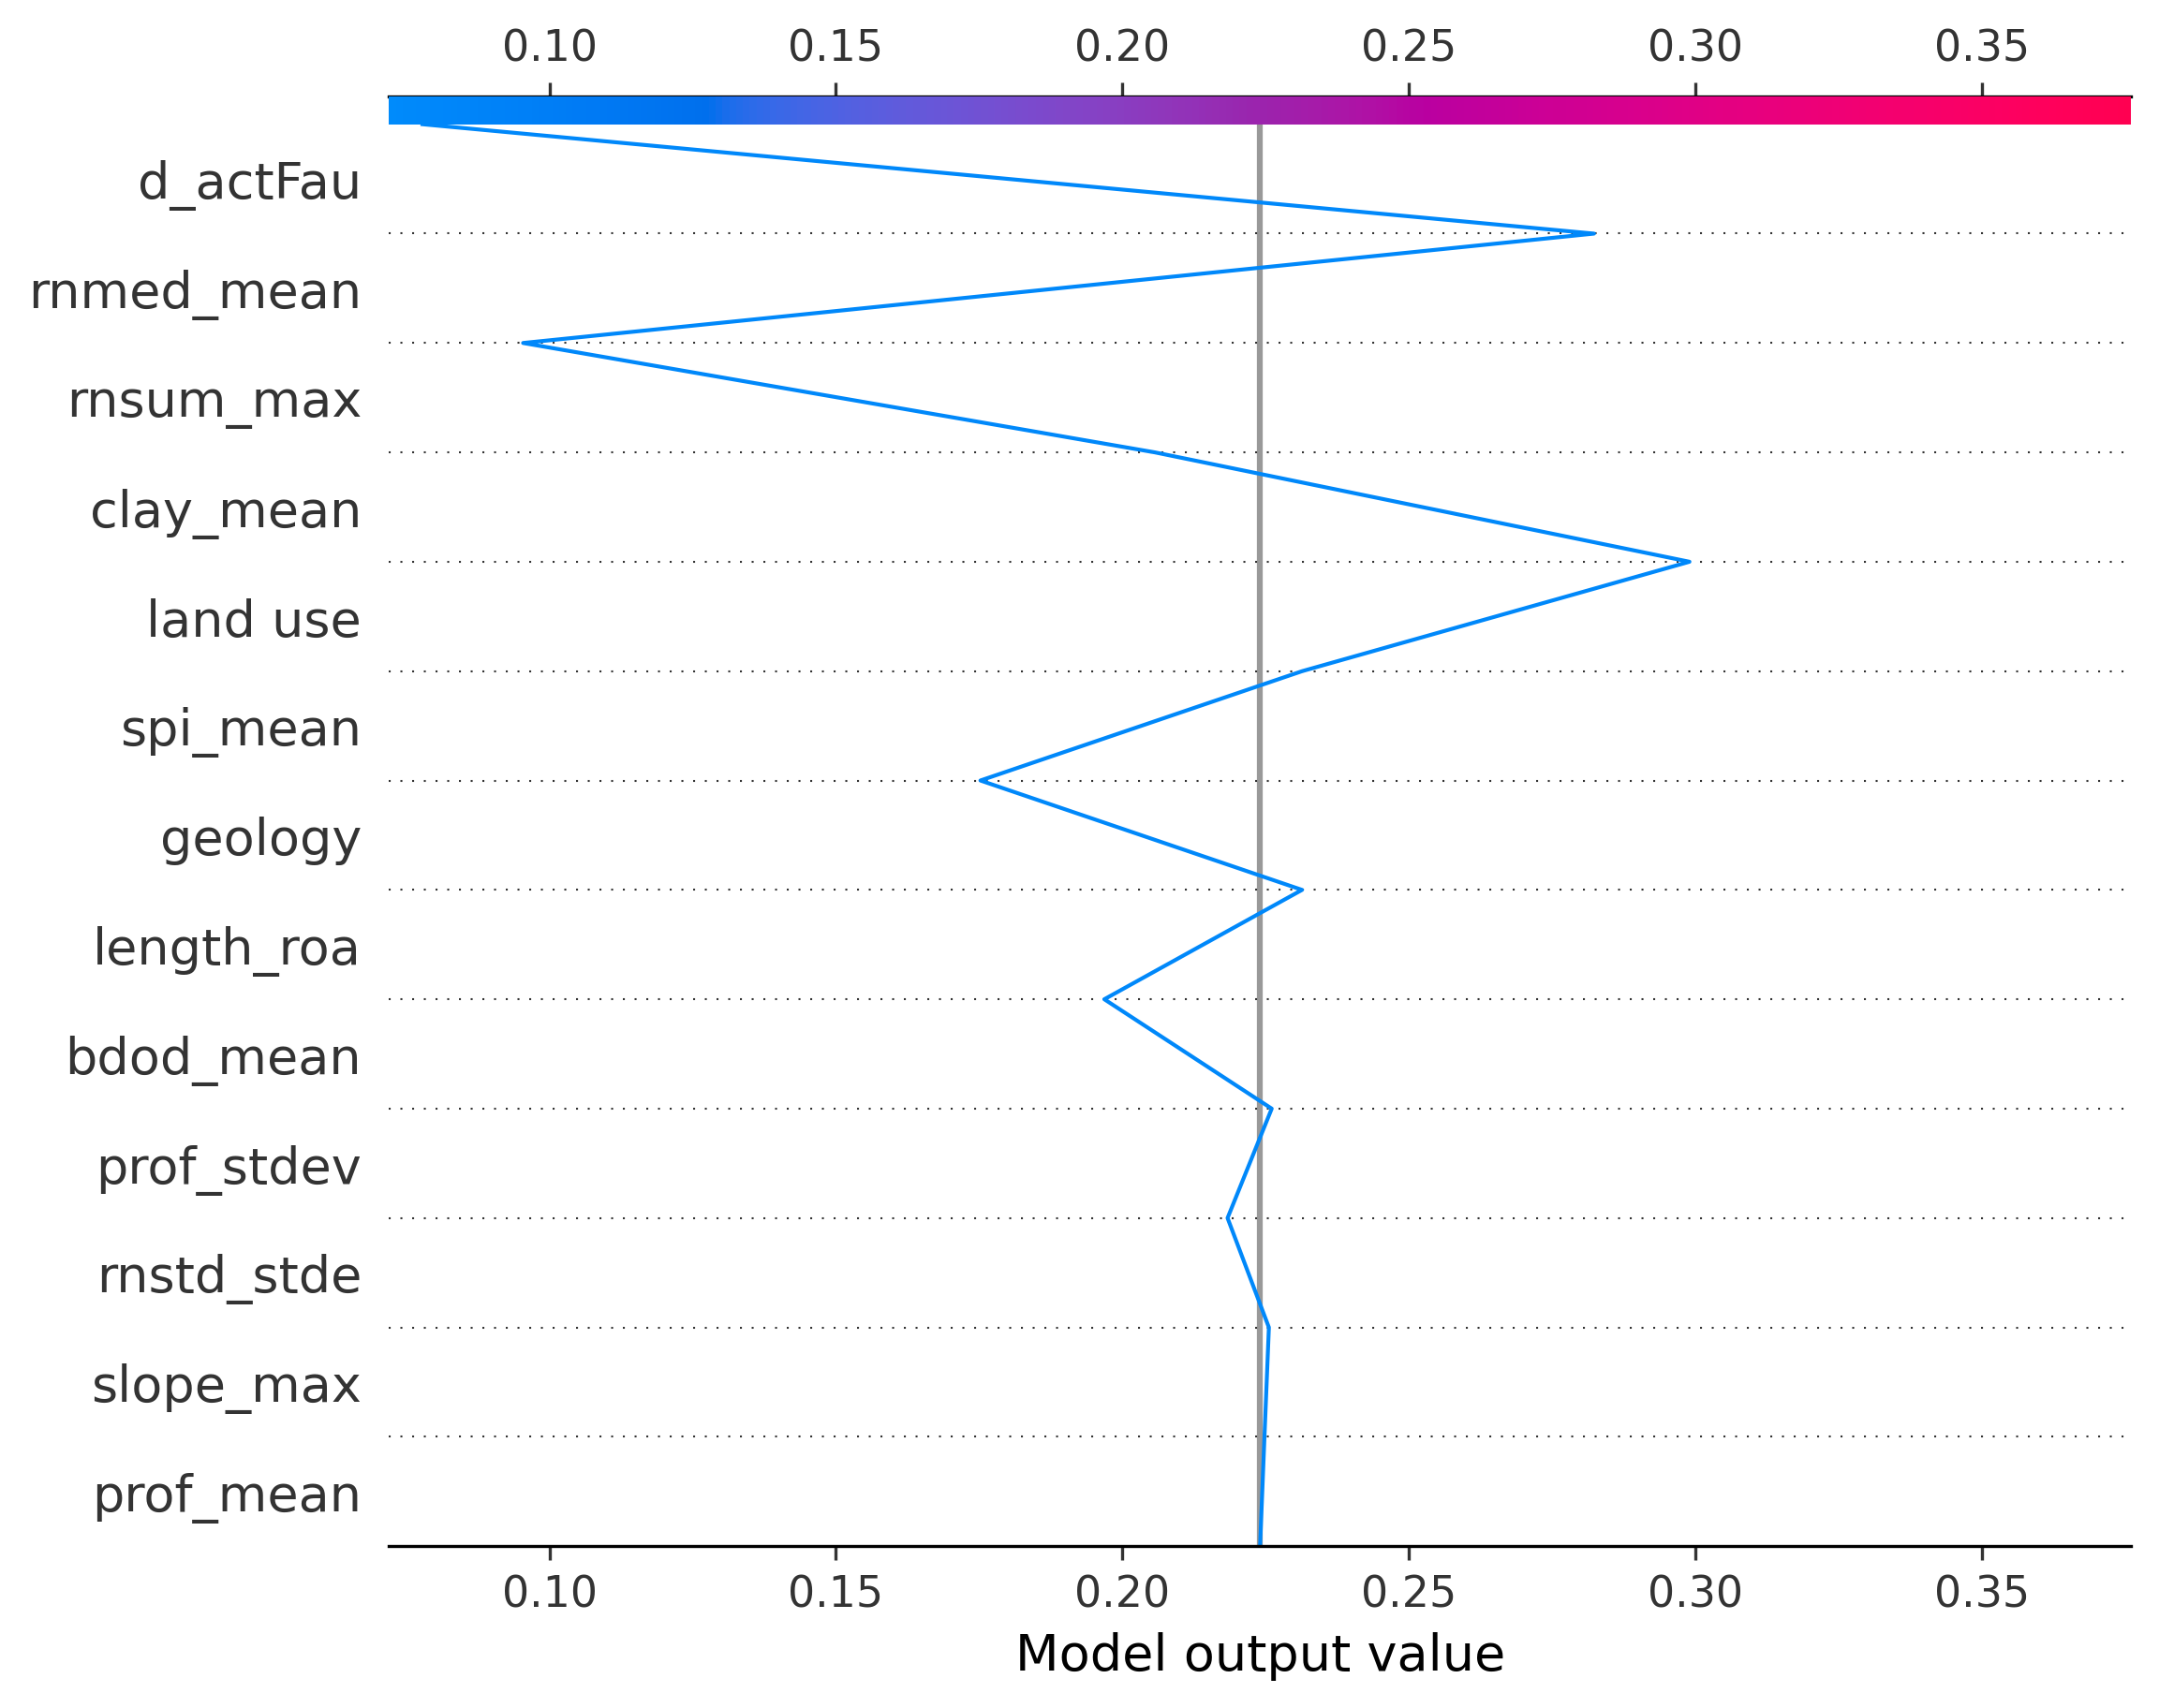 0.10 0.15 0.20 0.25 0.30 0.35
d_actFau
rnmed_mean
rnsum_max
clay_mean
land use
spi_mean
geology
length_roa
bdod_mean
prof_stdev
rnstd_stde
slope_max
prof_mean
0.10 0.15 0.20 0.25 0.30 0.35
Model output value